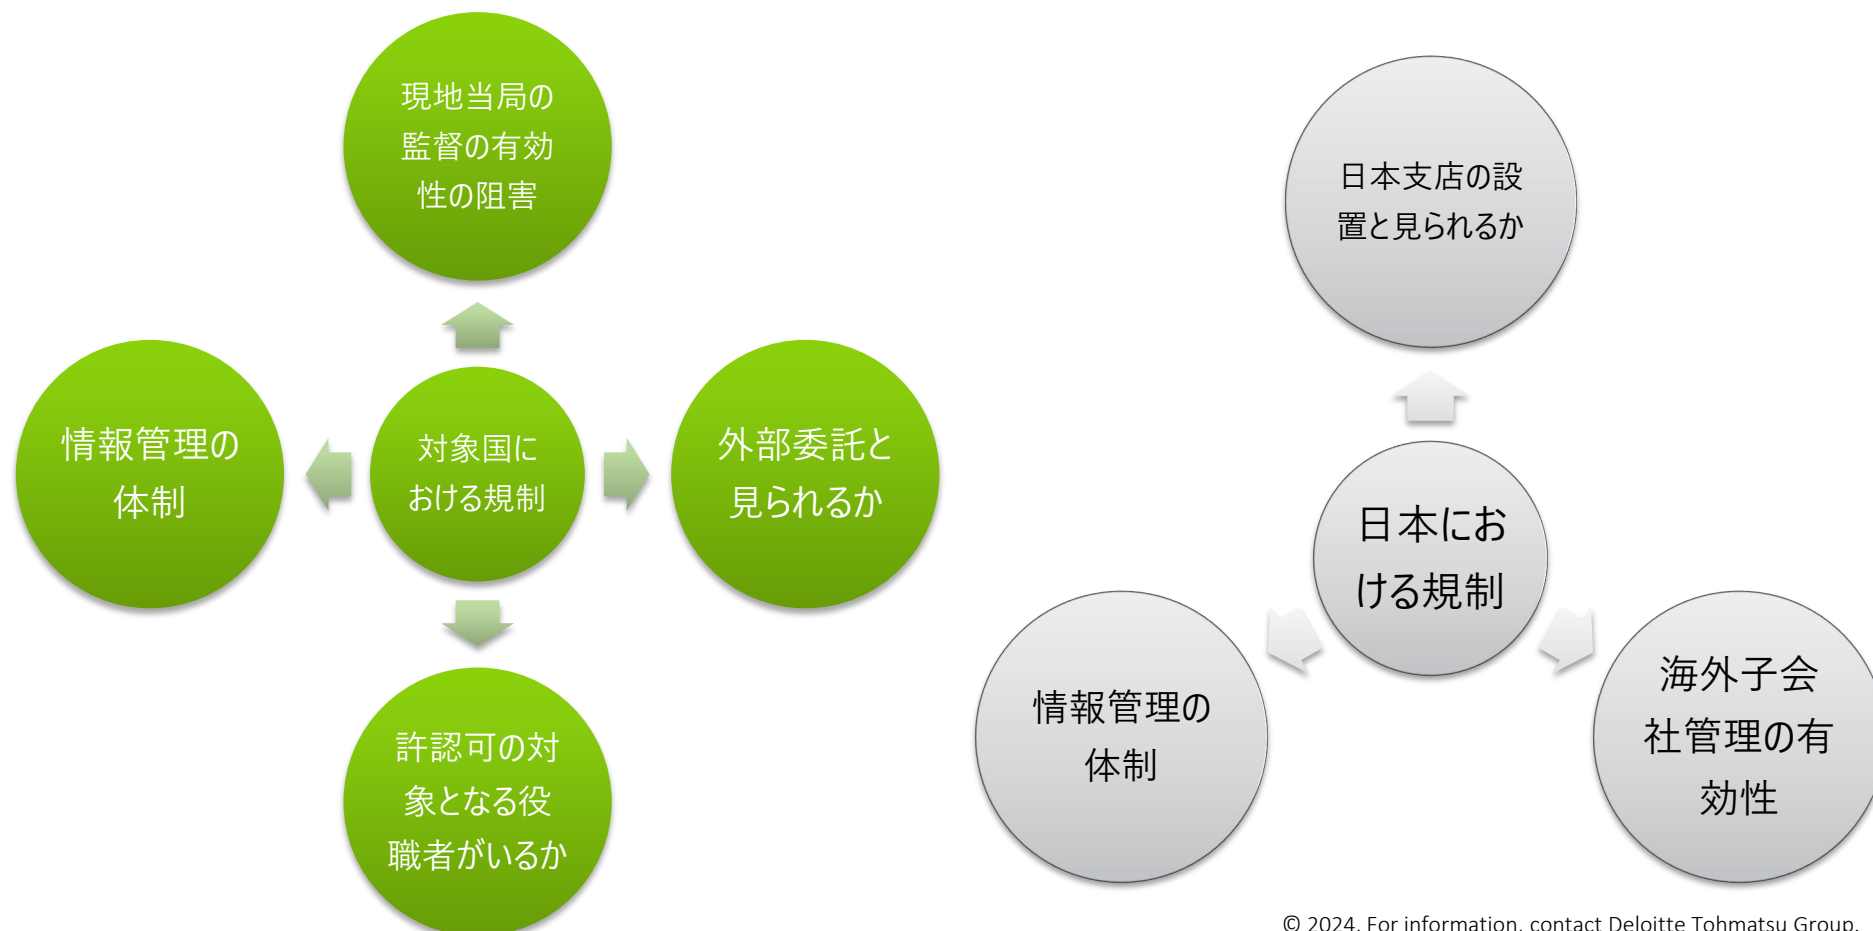 現地当局の
監督の有効
性の阻害
情報管理の
体制
対象国に
おける規制
外部委託と
見られるか
許認可の対
象となる役
職者がいるか
日本支店の設
置と見られるか
日本にお
ける規制
情報管理の
体制
海外子会
社管理の有
効性
© 2024. For information, contact Deloitte Tohmatsu Group.